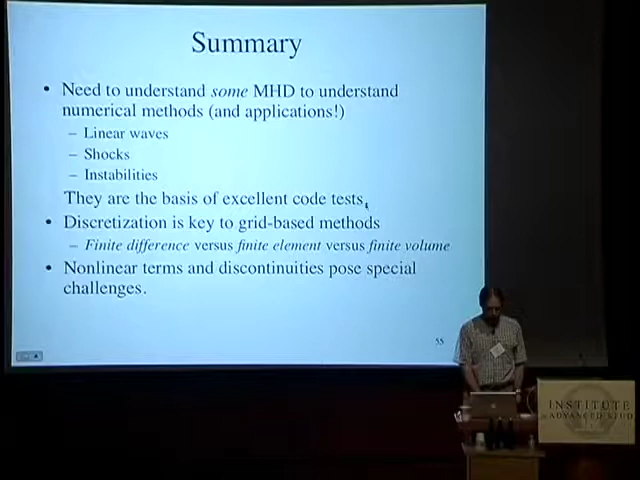 Summary
• Need to understand some MHD to understand
numerical methods (and applications!)
– Linear waves
– Shocks
– Instabilities
They are the basis of excellent code tests.
• Discretization is key to grid-based methods
– Finite difference versus finite element versus finite volume
• Nonlinear terms and discontinuities pose special
challenges.
55
INSTITUTE
ADVANCED STUD